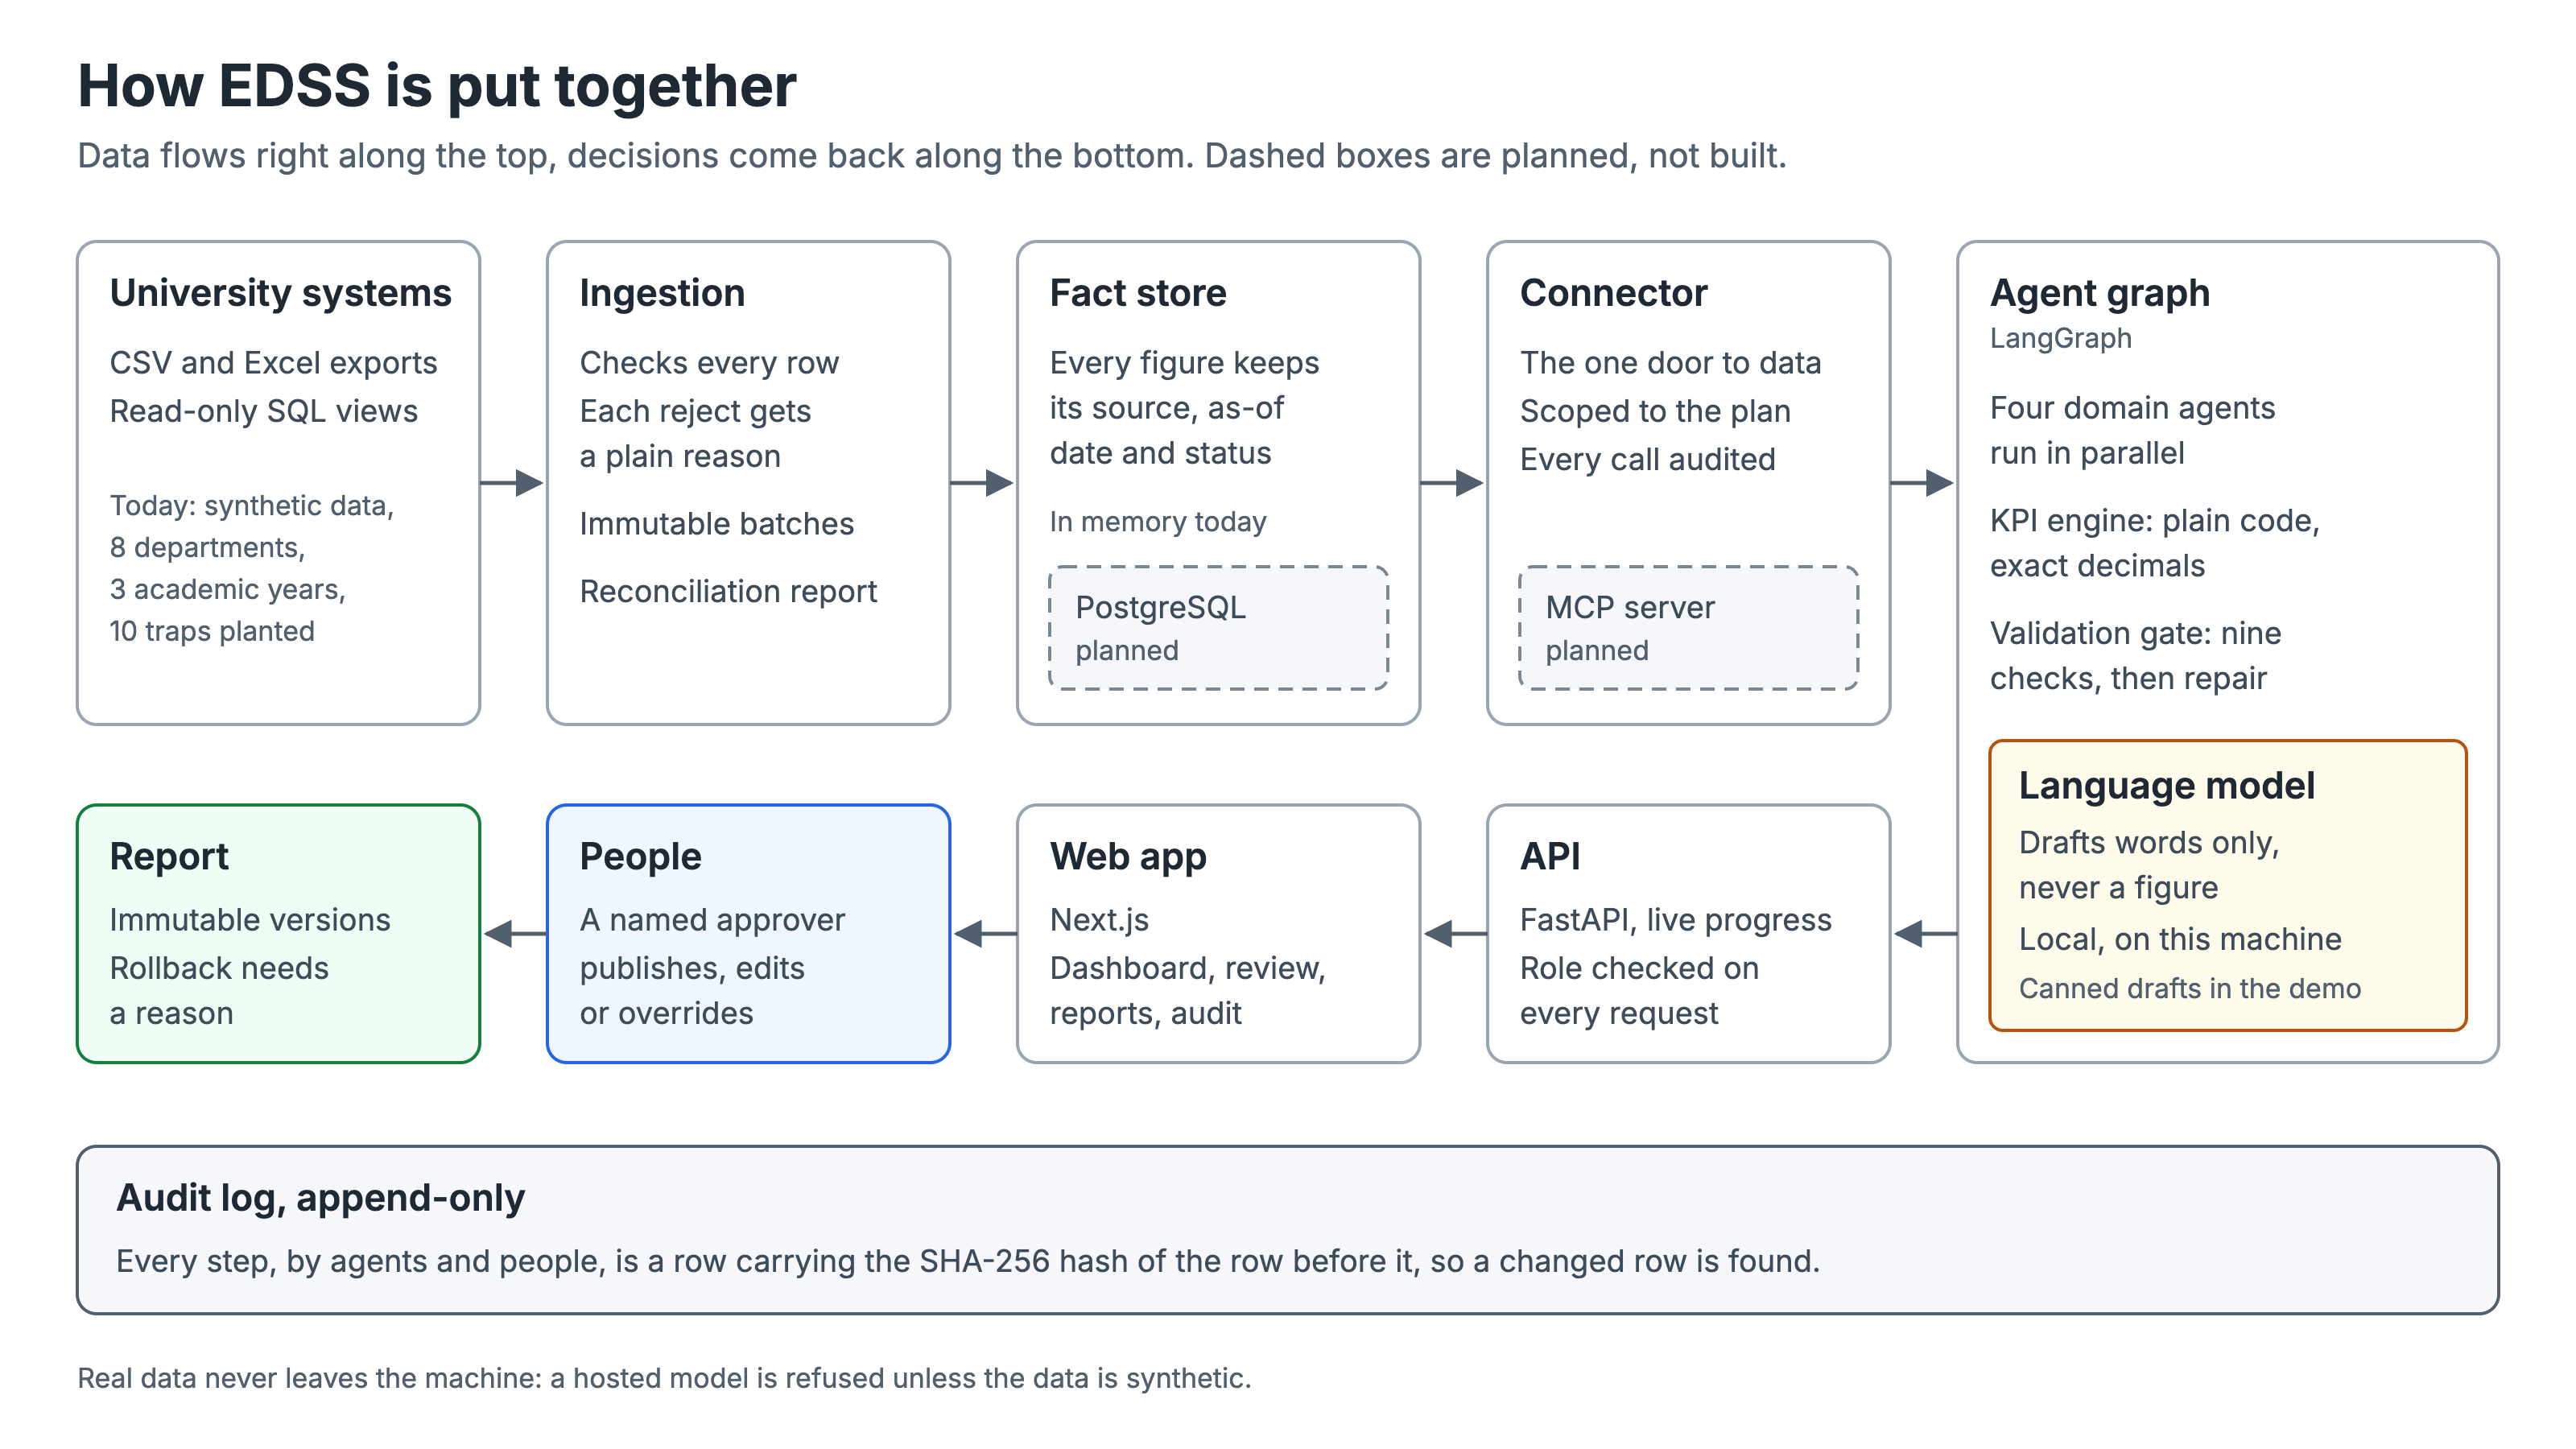 How EDSS is put together
Data flows right along the top, decisions come back along the bottom. Dashed boxes are planned, not built.
University systems
CSV and Excel exports
Read-only SQL views
Today: synthetic data,
8 departments,
3 academic years,
10 traps planted
Ingestion
Checks every row
Each reject gets
a plain reason
Immutable batches
Reconciliation report
Fact store
Every figure keeps
its source, as-of
date and status
In memory today
PostgreSQL
planned
Connector
The one door to data
Scoped to the plan
Every call audited
MCP server
planned
Agent graph
LangGraph
Four domain agents
run in parallel
KPI engine: plain code,
exact decimals
Validation gate: nine
checks, then repair
Language model
Drafts words only,
never a figure
Local, on this machine
Canned drafts in the demo
Report
Immutable versions
Rollback needs
a reason
People
A named approver
publishes, edits
or overrides
Web app
Next.js
Dashboard, review,
reports, audit
API
FastAPI, live progress
Role checked on
every request
Audit log, append-only
Every step, by agents and people, is a row carrying the SHA-256 hash of the row before it, so a changed row is found.
Real data never leaves the machine: a hosted model is refused unless the data is synthetic.